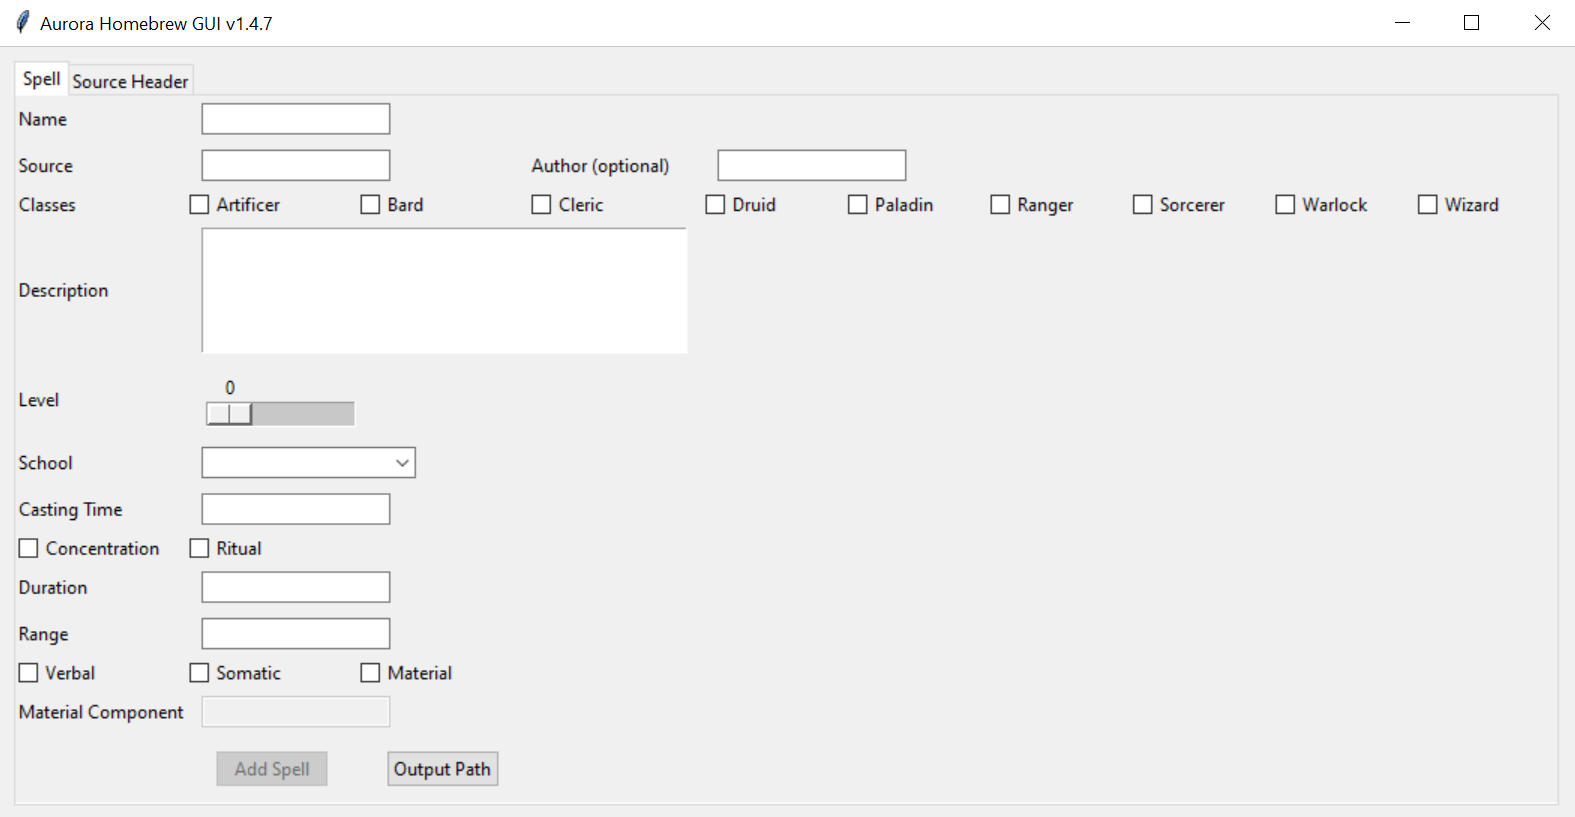 Aurora Homebrew GUI v1.4.7
Spell Source Header
Name
Source Author (optional)
Classes Artificer Bard Cleric Druid Paladin Ranger Sorcerer Warlock Wizard
Description
0
Level
School
Casting Time
Concentration Ritual
Duration
Range
Verbal Somatic Material
Material Component
Add Spell Output Path